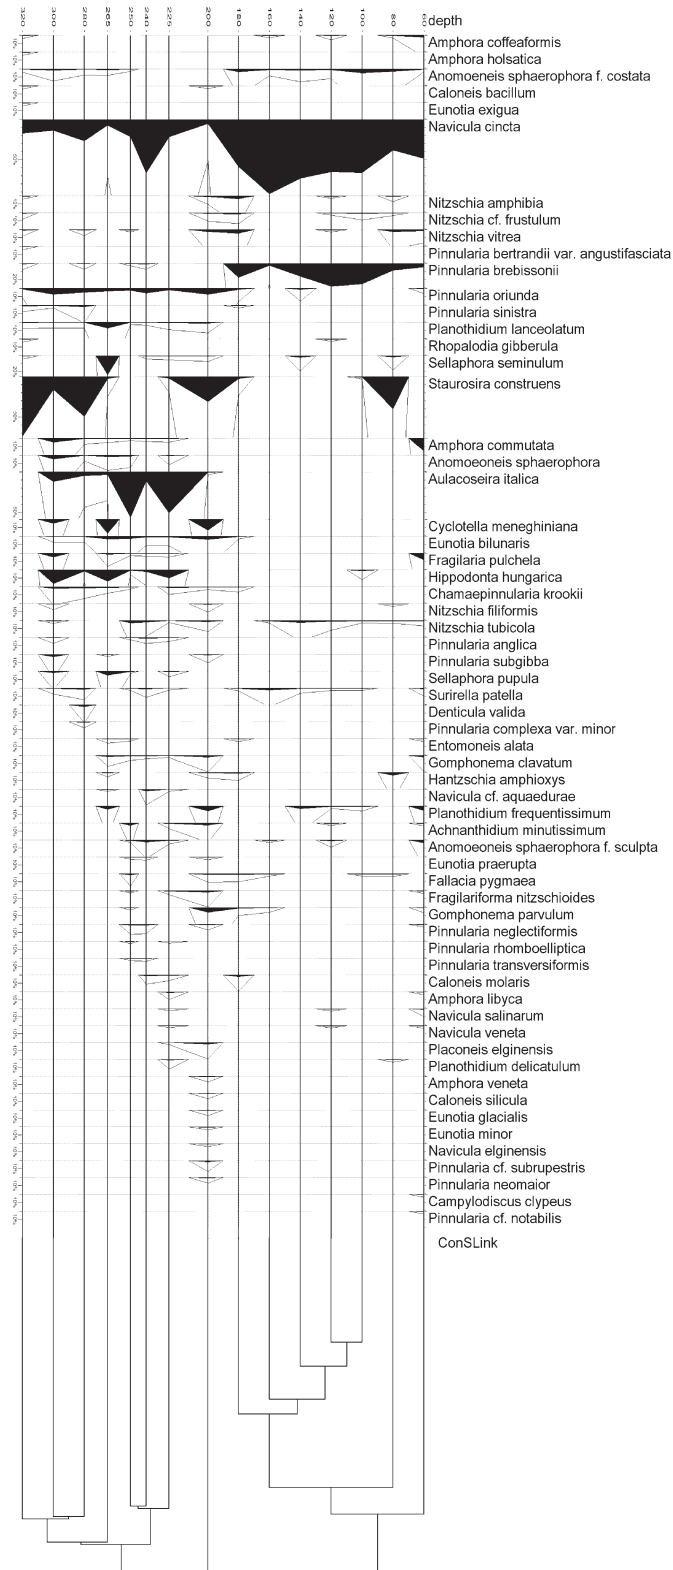 320 300 280 265 250 240 225 200 180 160 140 120 100 80 60 depth
Amphora coffeaformis
Amphora holsatica
Anomoeneis sphaerophora f. costata
Caloneis bacillum
Eunotia exigua
Navicula cincta
Nitzschia amphibia
Nitzschia cf. frustulum
Nitzschia vitrea
Pinnularia bertrandii var. angustifasciata
Pinnularia brebissonii
Pinnularia oriunda
Pinnularia sinistra
Planothidium lanceolatum
Rhopalodia gibberula
Sellaphora seminulum
Staurosira construens
Amphora commutata
Anomoeoneis sphaerophora
Aulacoseira italica
Cyclotella meneghiniana
Eunotia bilunaris
Fragilaria pulchela
Hippodonta hungarica
Chamaepinnularia krookii
Nitzschia filiformis
Nitzschia tubicola
Pinnularia anglica
Pinnularia subgibba
Sellaphora pupula
Surirella patella
Denticula valida
Pinnularia complexa var. minor
Entomoneis alata
Gomphonema clavatum
Hantzschia amphioxys
Navicula cf. aquaedurae
Planothidium frequentissimum
Achnanthidium minutissimum
Anomoeoneis sphaerophora f. sculpta
Eunotia praerupta
Fallacia pygmaea
Fragilariforma nitzschioides
Gomphonema parvulum
Pinnularia neglectiformis
Pinnularia rhomboelliptica
Pinnularia transversiformis
Caloneis molaris
Amphora libyca
Navicula salinarum
Navicula veneta
Placoneis elginensis
Planothidium delicatulum
Amphora veneta
Caloneis silicula
Eunotia glacialis
Eunotia minor
Navicula elginensis
Pinnularia cf. subrupestris
Pinnularia neomaior
Campylodiscus clypeus
Pinnularia cf. notabilis
ConSLink